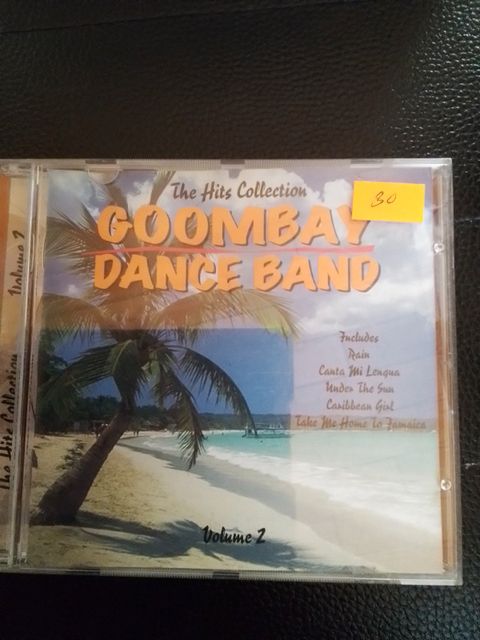 The Hits Collection
GOOMBAY
DANCE BAND
30
Includes
Rain
Canta Mi Lengua
Under The Sun
Caribbean Girl
Take Me Home To Jamaica
Volume 2
The Hits Collection
Volume 2